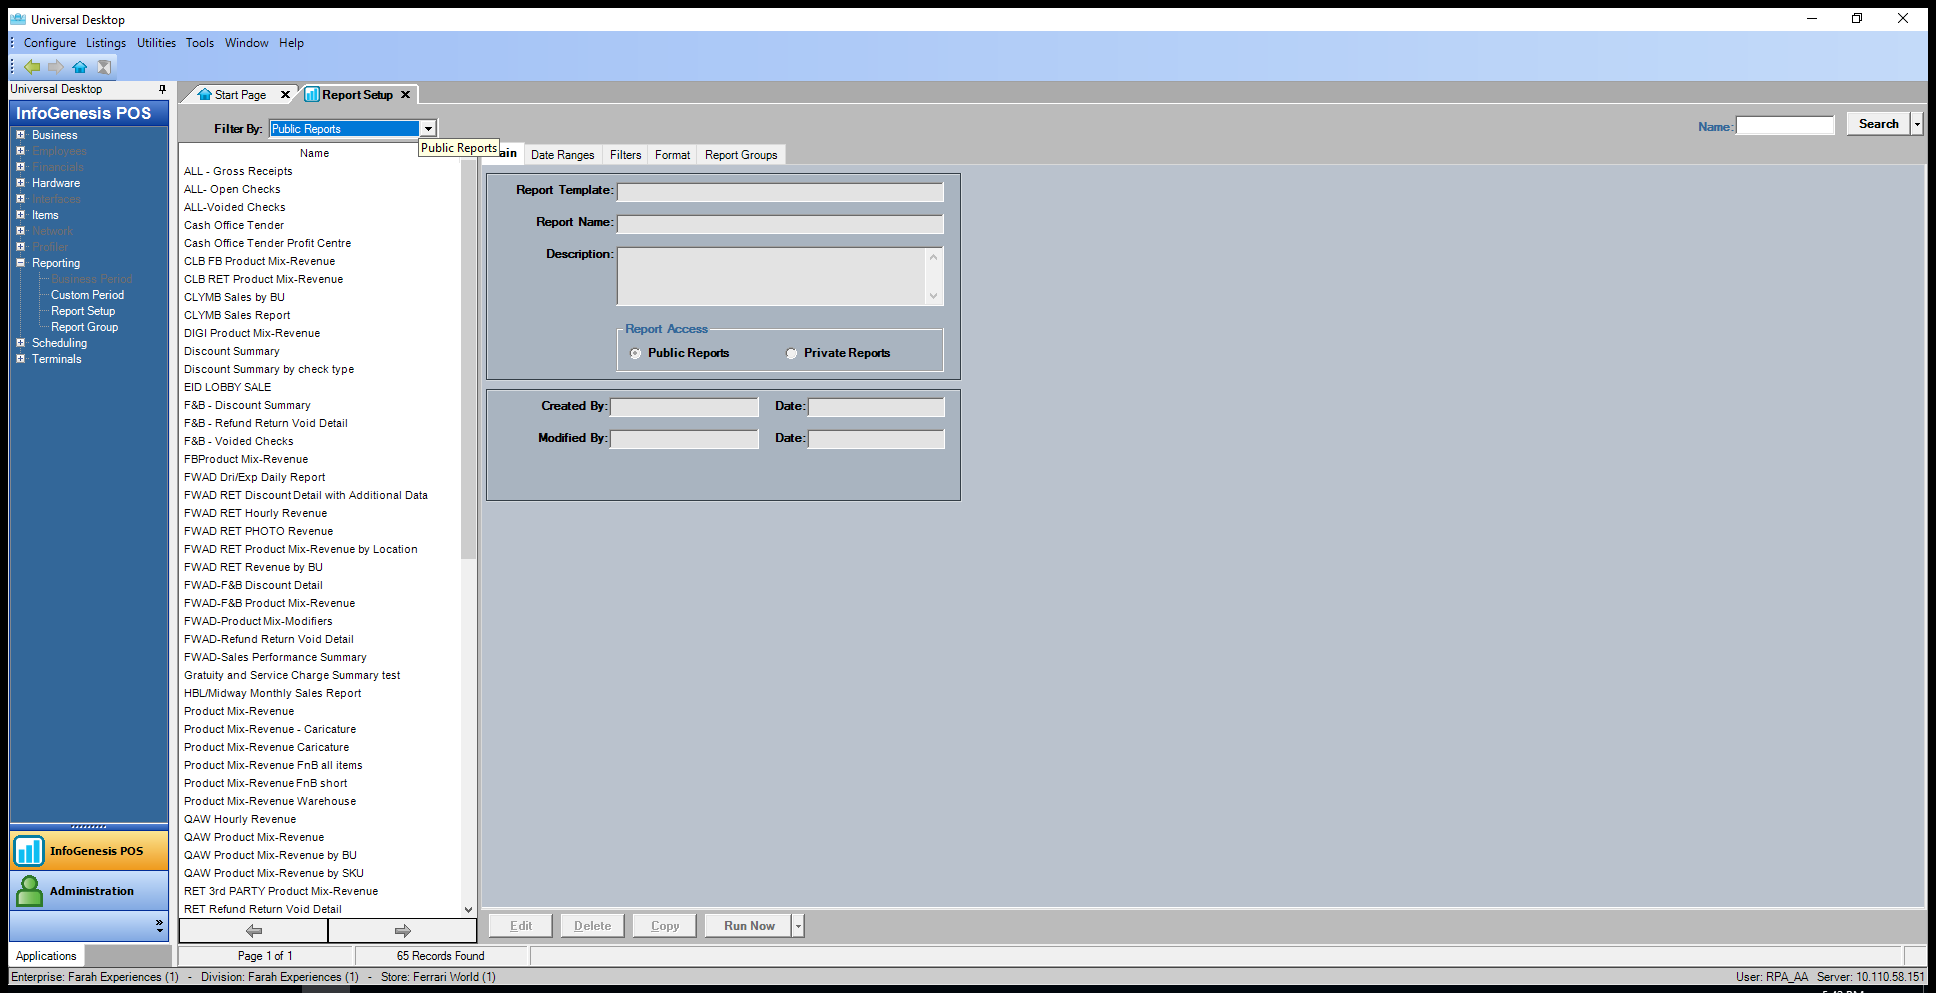 Universal Desktop
Configure Listings Utilities Tools Window Help
Universal Desktop
InfoGenesis POS
Business
Employees
Financials
Hardware
Interfaces
Items
Network
Profiler
Reporting
Business Period
Custom Period
Report Setup
Report Group
Scheduling
Terminals
InfoGenesis POS
Administration
Applications
Start Page
Report Setup
Filter By: Public Reports
Public Reports
Name: Search
Name
ALL - Gross Receipts
ALL- Open Checks
ALL-Voided Checks
Cash Office Tender
Cash Office Tender Profit Centre
CLB FB Product Mix-Revenue
CLB RET Product Mix-Revenue
CLYMB Sales by BU
CLYMB Sales Report
DIGI Product Mix-Revenue
Discount Summary
Discount Summary by check type
EID LOBBY SALE
F&B - Discount Summary
F&B - Refund Return Void Detail
F&B - Voided Checks
FBProduct Mix-Revenue
FWAD Dri/Exp Daily Report
FWAD RET Discount Detail with Additional Data
FWAD RET Hourly Revenue
FWAD RET PHOTO Revenue
FWAD RET Product Mix-Revenue by Location
FWAD RET Revenue by BU
FWAD-F&B Discount Detail
FWAD-F&B Product Mix-Revenue
FWAD-Product Mix-Modifiers
FWAD-Refund Return Void Detail
FWAD-Sales Performance Summary
Gratuity and Service Charge Summary test
HBL/Midway Monthly Sales Report
Product Mix-Revenue
Product Mix-Revenue - Caricature
Product Mix-Revenue Caricature
Product Mix-Revenue FnB all items
Product Mix-Revenue FnB short
Product Mix-Revenue Warehouse
QAW Hourly Revenue
QAW Product Mix-Revenue
QAW Product Mix-Revenue by BU
QAW Product Mix-Revenue by SKU
RET 3rd PARTY Product Mix-Revenue
RET Refund Return Void Detail
Page 1 of 1
65 Records Found
ain Date Ranges Filters Format Report Groups
Report Template:
Report Name:
Description:
Report Access
Public Reports Private Reports
Created By: Date:
Modified By: Date:
Edit Delete Copy Run Now
Enterprise: Farah Experiences (1) - Division: Farah Experiences (1) - Store: Ferrari World (1)
User: RPA_AA Server: 10.110.58.151